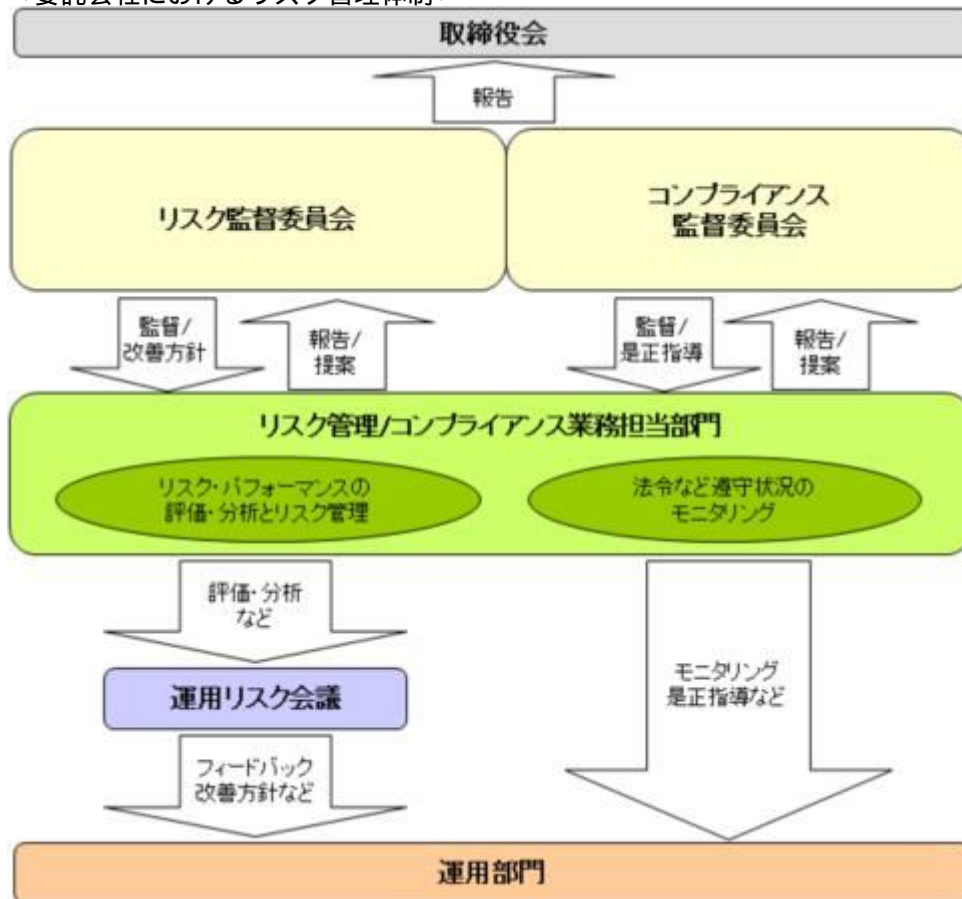 <委託会社におけるリスク管理体制>
取締役会
報告
リスク監督委員会
コンプライアンス
監督委員会
監督/
改善方針
報告/
提案
監督/
是正指導
報告/
提案
リスク管理/コンプライアンス業務担当部門
リスク・パフォーマンスの
評価・分析とリスク管理
法令など遵守状況の
モニタリング
評価・分析
など
運用リスク会議
モニタリング
是正指導など
フィードバック
改善方針など
運用部門